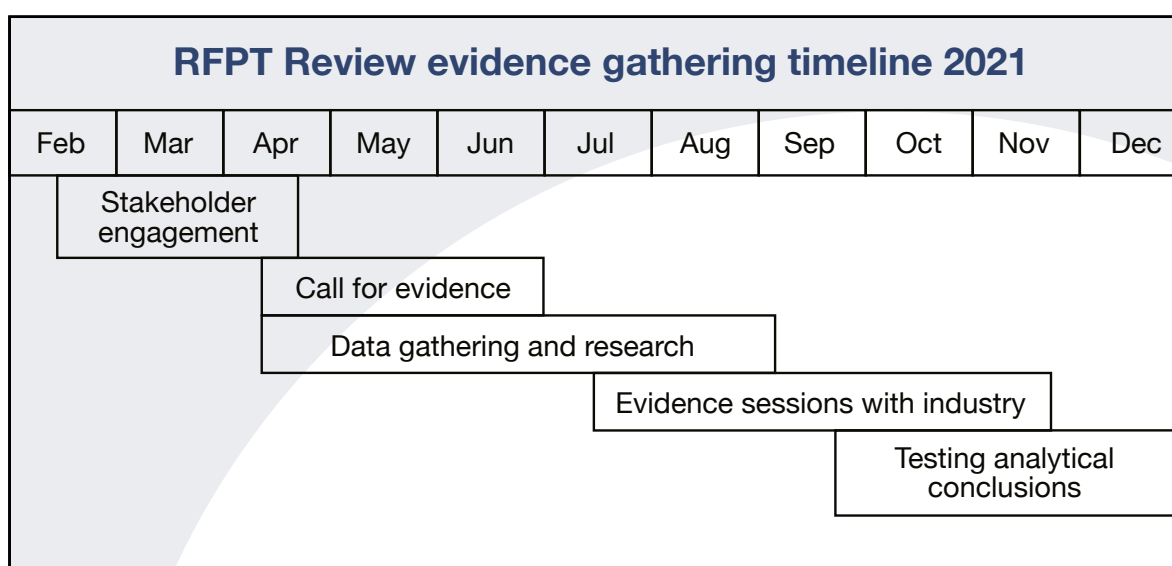 RFPT Review evidence gathering timeline 2021
Feb Mar Apr May Jun Jul Aug Sep Oct Nov Dec
Stakeholder
engagement
Call for evidence
Data gathering and research
Evidence sessions with industry
Testing analytical
conclusions